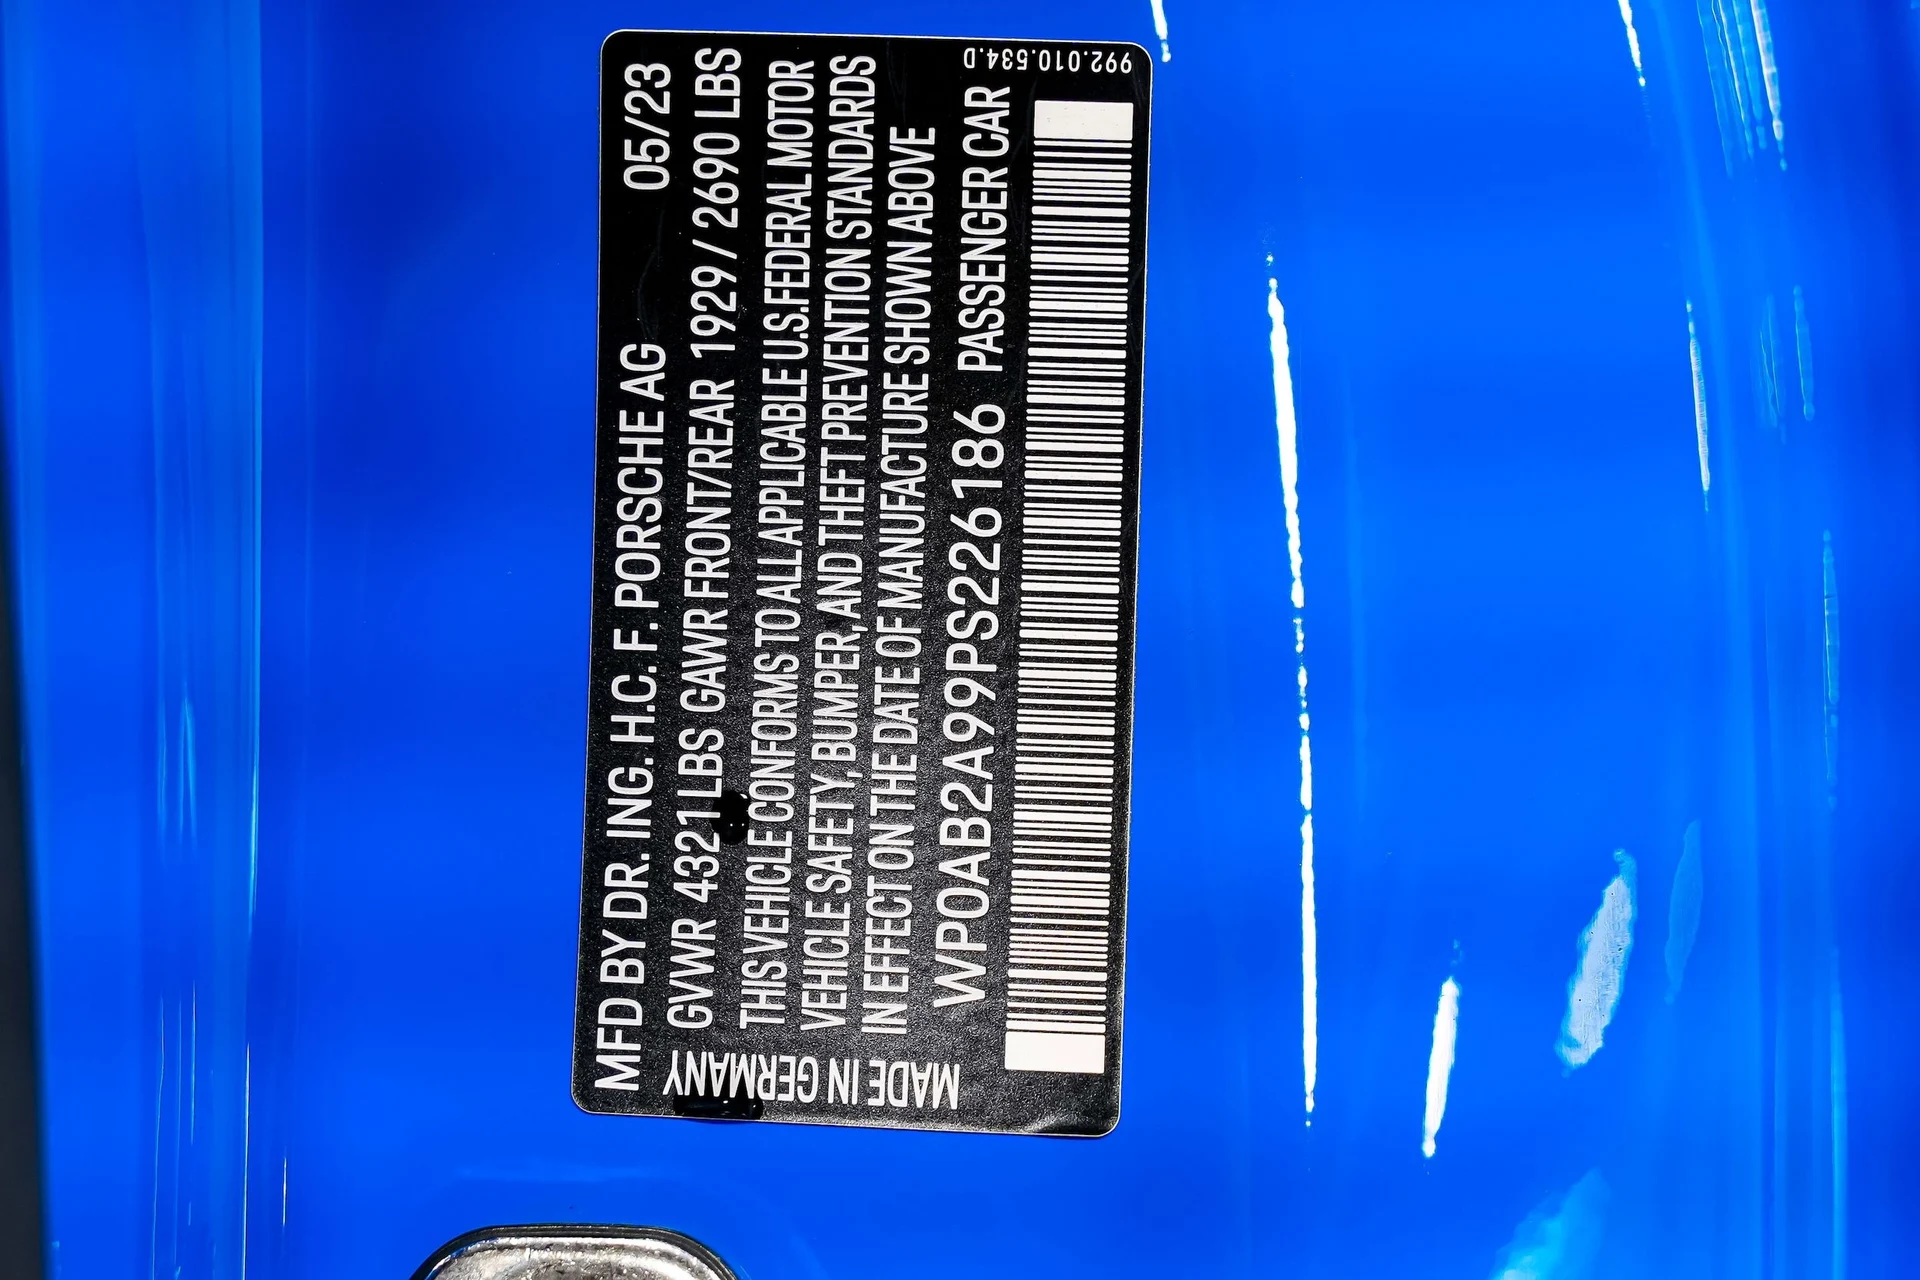 MFD BY DR. ING. H.C. F. PORSCHE AG 05/23
GVWR 4321 LBS GAWR FRONT/REAR 1929 / 2690 LBS
THIS VEHICLE CONFORMS TO ALL APPLICABLE U.S. FEDERAL MOTOR
VEHICLE SAFETY, BUMPER, AND THEFT PREVENTION STANDARDS
IN EFFECT ON THE DATE OF MANUFACTURE SHOWN ABOVE
WP0AB2A99PS226186 PASSENGER CAR
MADE IN GERMANY
992.010.534.D